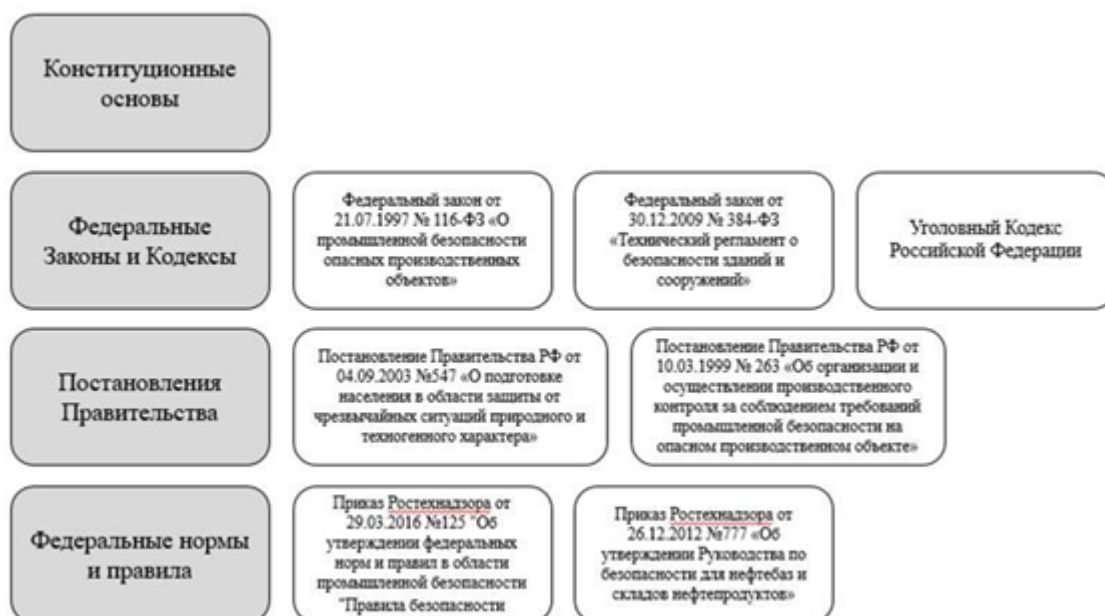 Конституционные
основы
Федеральные
Законы и Кодексы
Федеральный закон от
21.07.1997 № 116-ФЗ «О
промышленной безопасности
опасных производственных
объектов»
Федеральный закон от
30.12.2009 № 384-ФЗ
«Технический регламент о
безопасности зданий и
сооружений»
Уголовный Кодекс
Российской Федерации
Постановления
Правительства
Постановление Правительства РФ от
04.09.2003 №547 «О подготовке
населения в области защиты от
чрезвычайных ситуаций природного и
техногенного характера»
Постановление Правительства РФ от
10.03.1999 № 263 «Об организации и
осуществлении производственного
контроля за соблюдением требований
промышленной безопасности на
опасном производственном объекте»
Федеральные нормы
и правила
Приказ Ростехнадзора от
29.03.2016 №125 "Об
утверждении федеральных
норм и правил в области
промышленной безопасности
"Правила безопасности
Приказ Ростехнадзора от
26.12.2012 №777 «Об
утверждении Руководства по
безопасности для нефтебаз и
складов нефтепродуктов»